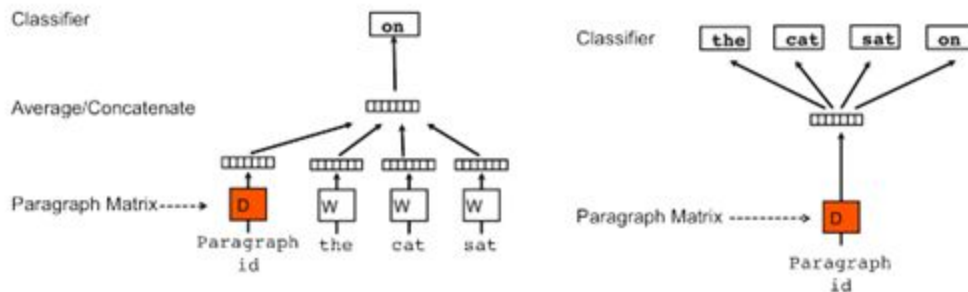 Classifier
on
Average/Concatenate
Paragraph Matrix
D
W
W
W
Paragraph
id
the
cat
sat
Classifier
the
cat
sat
on
Paragraph Matrix
D
Paragraph
id